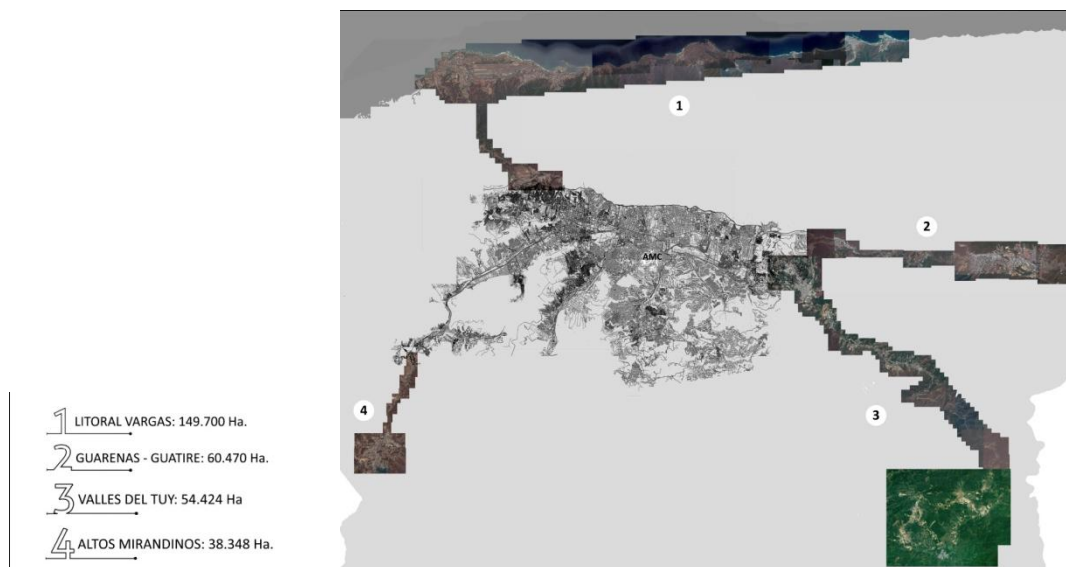 1 LITORAL VARGAS: 149.700 Ha.
2 GUARENAS - GUATIRE: 60.470 Ha.
3 VALLES DEL TUY: 54.424 Ha
4 ALTOS MIRANDINOS: 38.348 Ha.
1
2
AMC
4
3